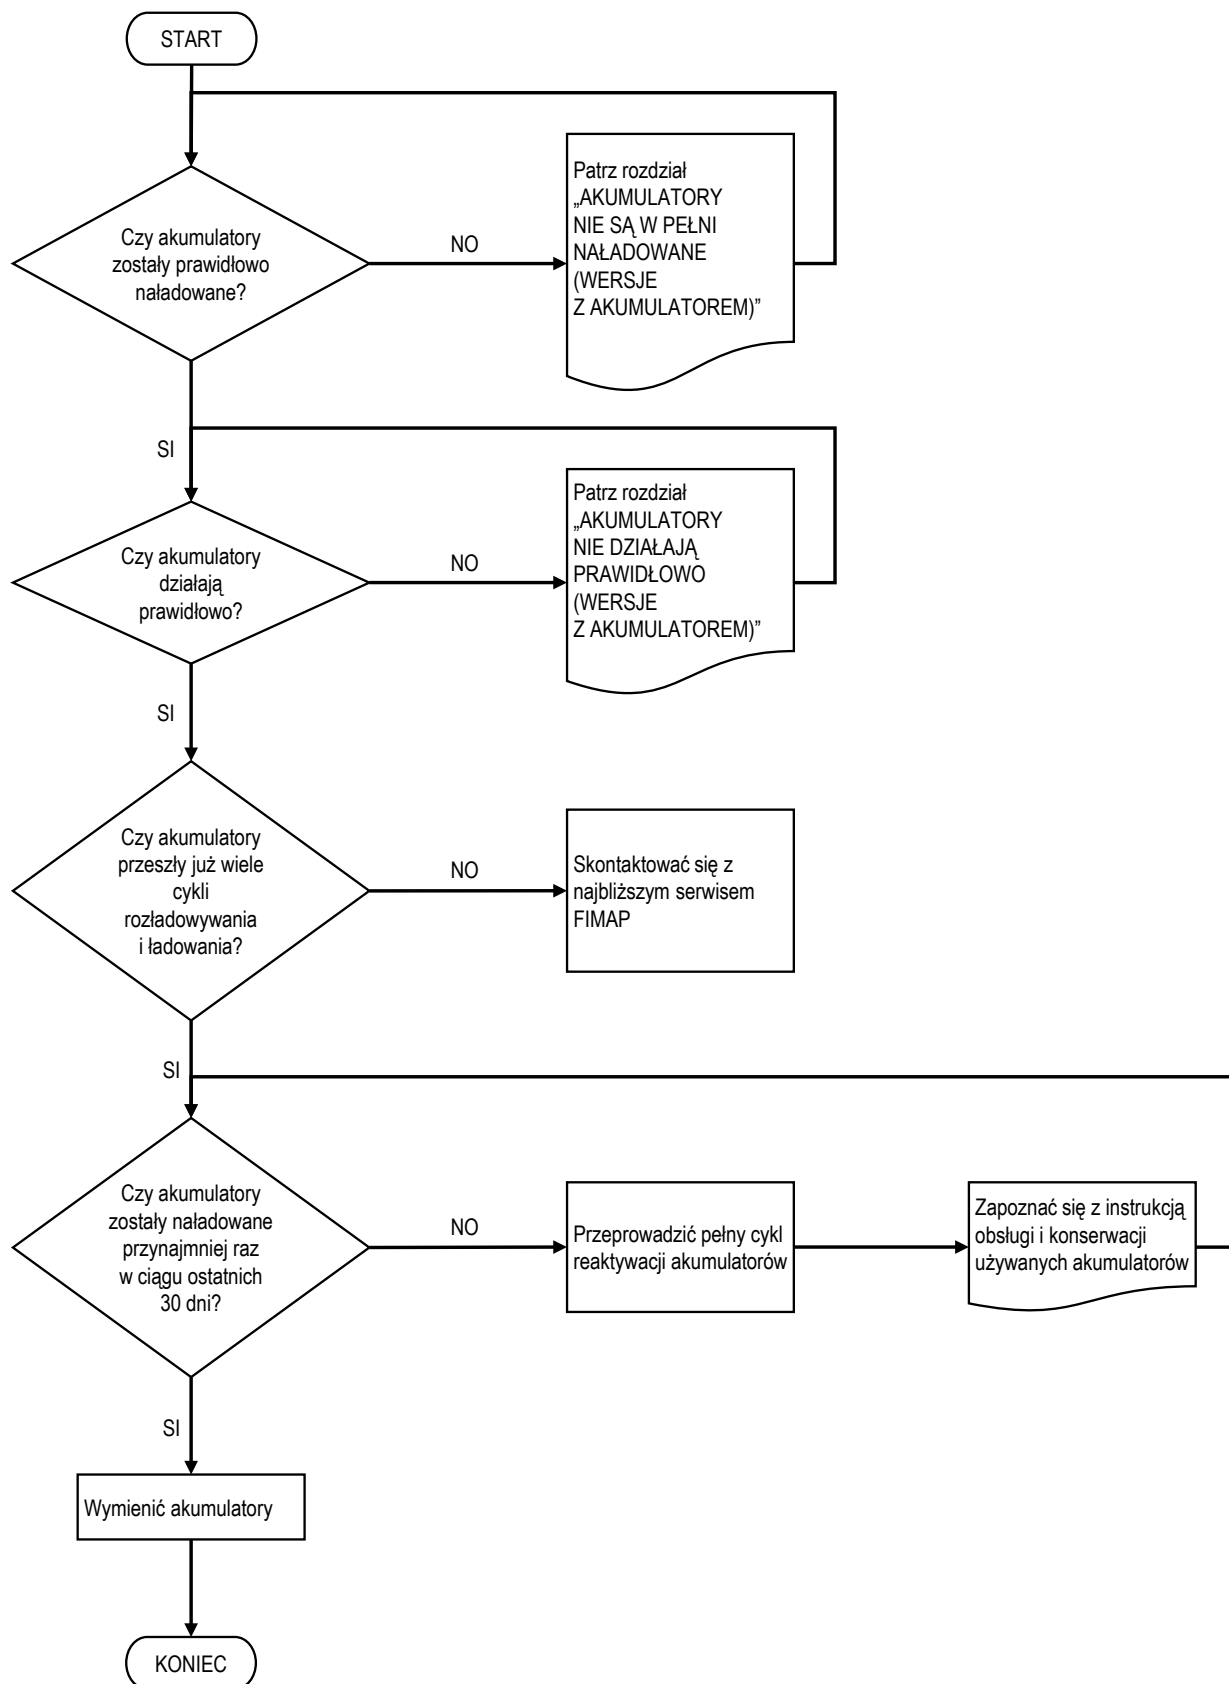 START
Czy akumulatory
zostały prawidłowo
naładowane?
NO
Patrz rozdział
„AKUMULATORY
NIE SĄ W PEŁNI
NAŁADOWANE
(WERSJE
Z AKUMULATOREM)”
SI
Czy akumulatory
działają
prawidłowo?
NO
Patrz rozdział
„AKUMULATORY
NIE DZIAŁAJĄ
PRAWIDŁOWO
(WERSJE
Z AKUMULATOREM)”
SI
Czy akumulatory
przeszły już wiele
cykli
rozładowywania
i ładowania?
NO
Skontaktować się z
najbliższym serwisem
FIMAP
SI
Czy akumulatory
zostały naładowane
przynajmniej raz
w ciągu ostatnich
30 dni?
NO
Przeprowadzić pełny cykl
reaktywacji akumulatorów
Zapoznać się z instrukcją
obsługi i konserwacji
używanych akumulatorów
SI
Wymienić akumulatory
KONIEC